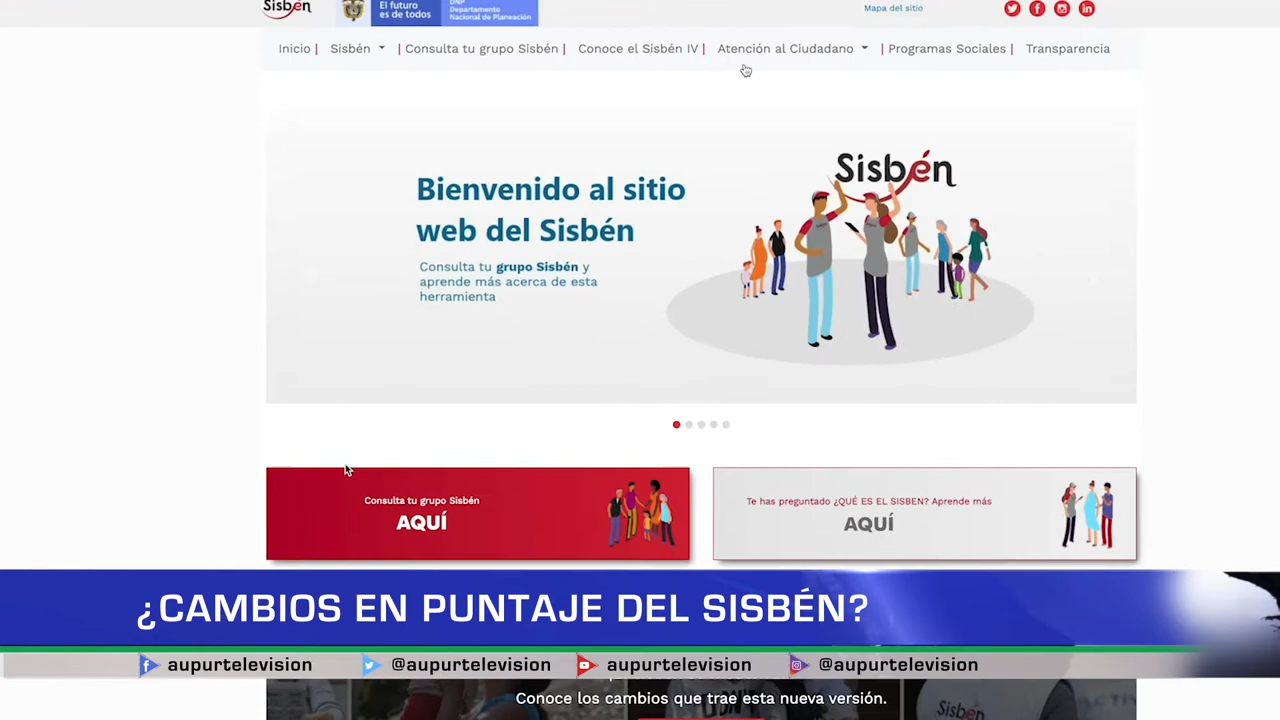 Sisbén
El futuro
es de todos
DNP
Departamento
Nacional de Planeación
Mapa del sitio
Inicio | Sisbén | Consulta tu grupo Sisbén | Conoce el Sisbén IV | Atención al Ciudadano | Programas Sociales | Transparencia
Bienvenido al sitio
web del Sisbén
Consulta tu grupo Sisbén y
aprende más acerca de esta
herramienta
Sisbén
Consulta tu grupo Sisbén
AQUÍ
Te has preguntado ¿QUÉ ES EL SISBEN? Aprende más
AQUÍ
¿CAMBIOS EN PUNTAJE DEL SISBÉN?
aupurtelevision
@aupurtelevision
aupurtelevision
@aupurtelevision
Conoce los cambios que trae esta nueva versión.
Sisbén